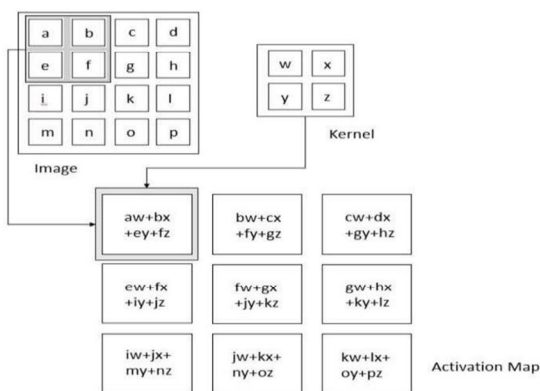 a b c d
e f g h
i j k l
m n o p
Image
w x
y z
Kernel
aw+bx
+ey+fz
bw+cx
+fy+gz
cw+dx
+gy+hz
ew+fx
+iy+jz
fw+gx
+jy+kz
gw+hx
+ky+lz
iw+jx+
my+nz
jw+kx+
ny+oz
kw+lx+
oy+pz
Activation Map